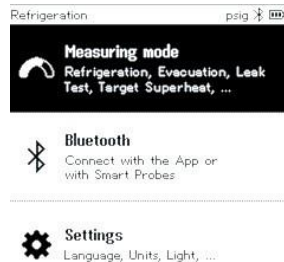 Refrigeration psig
Measuring mode
Refrigeration, Evacuation, Leak
Test, Target Superheat, ...
Bluetooth
Connect with the App or
with Smart Probes
Settings
Language, Units, Light, ...